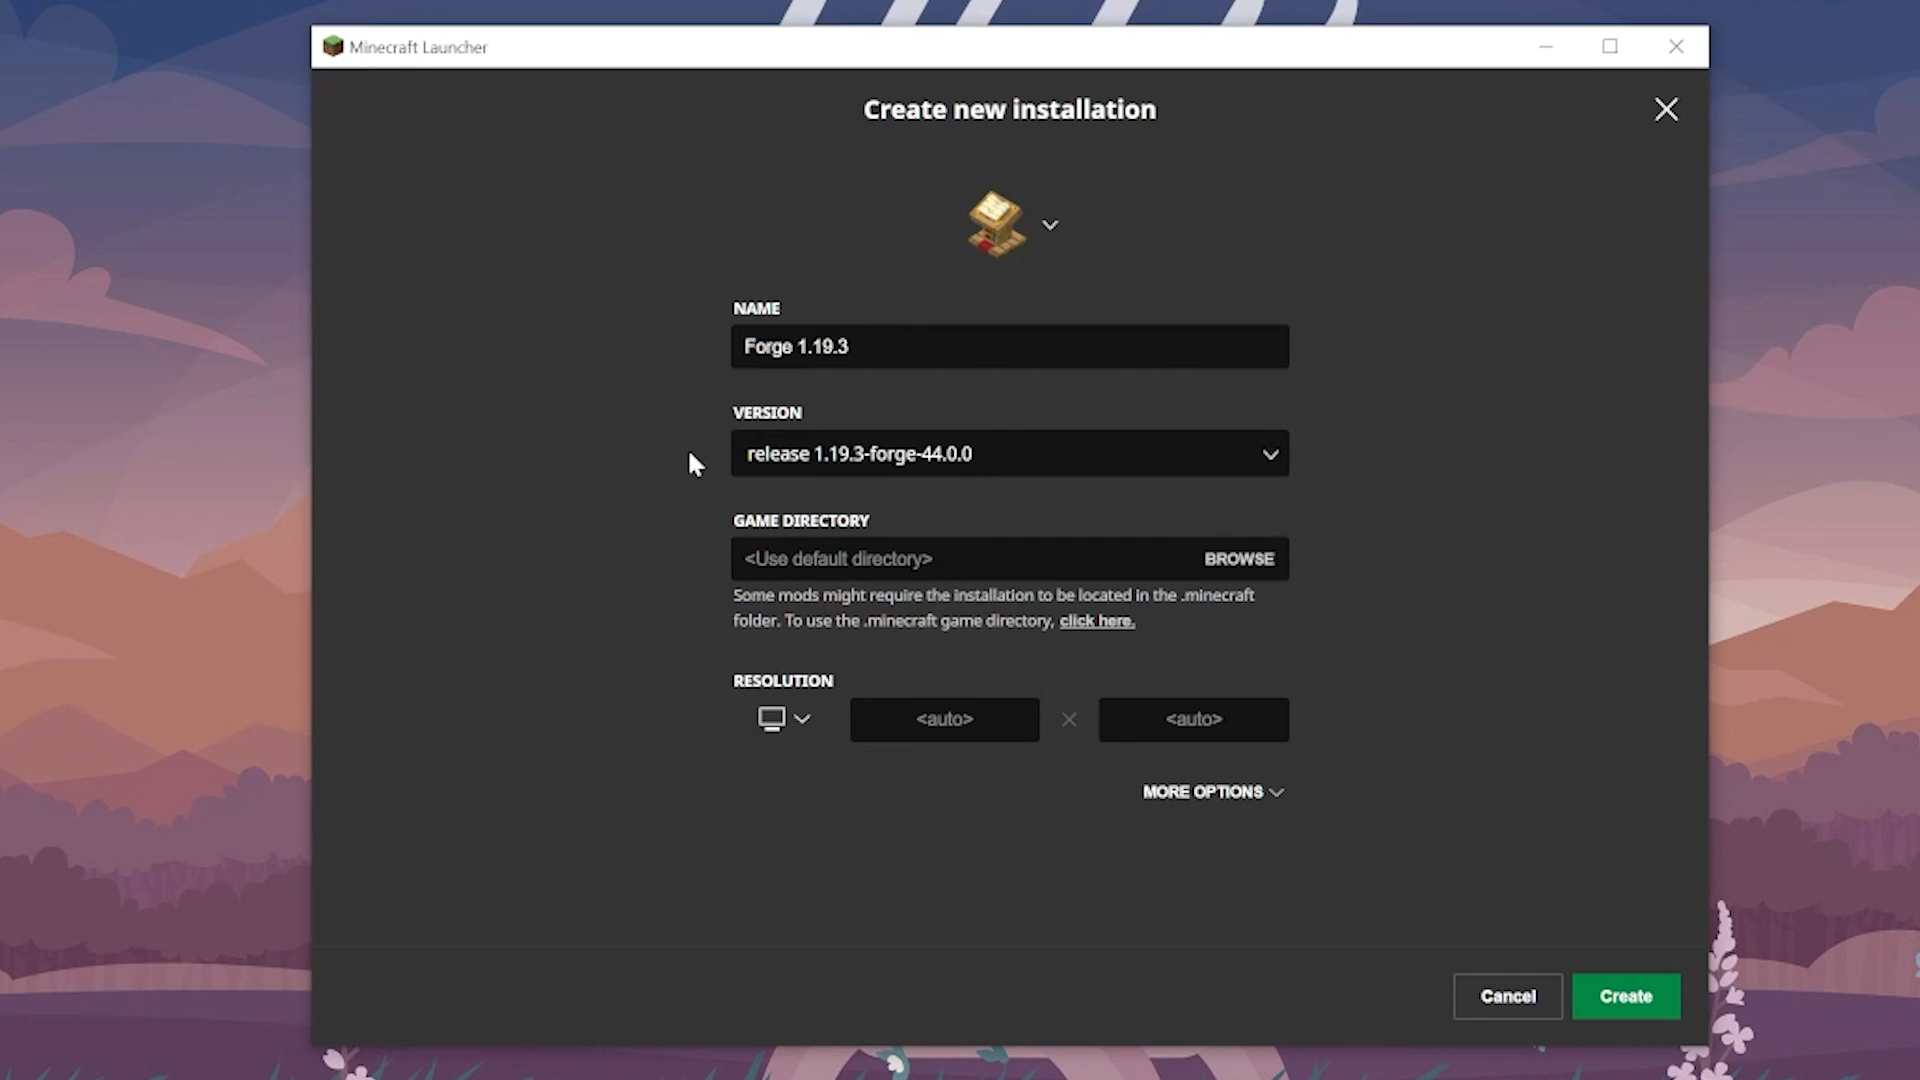 Minecraft Launcher
Create new installation
NAME
Forge 1.19.3
VERSION
release 1.19.3-forge-44.0.0
GAME DIRECTORY
<Use default directory>
BROWSE
Some mods might require the installation to be located in the .minecraft
folder. To use the .minecraft game directory, click here.
RESOLUTION
<auto>
<auto>
MORE OPTIONS
Cancel
Create